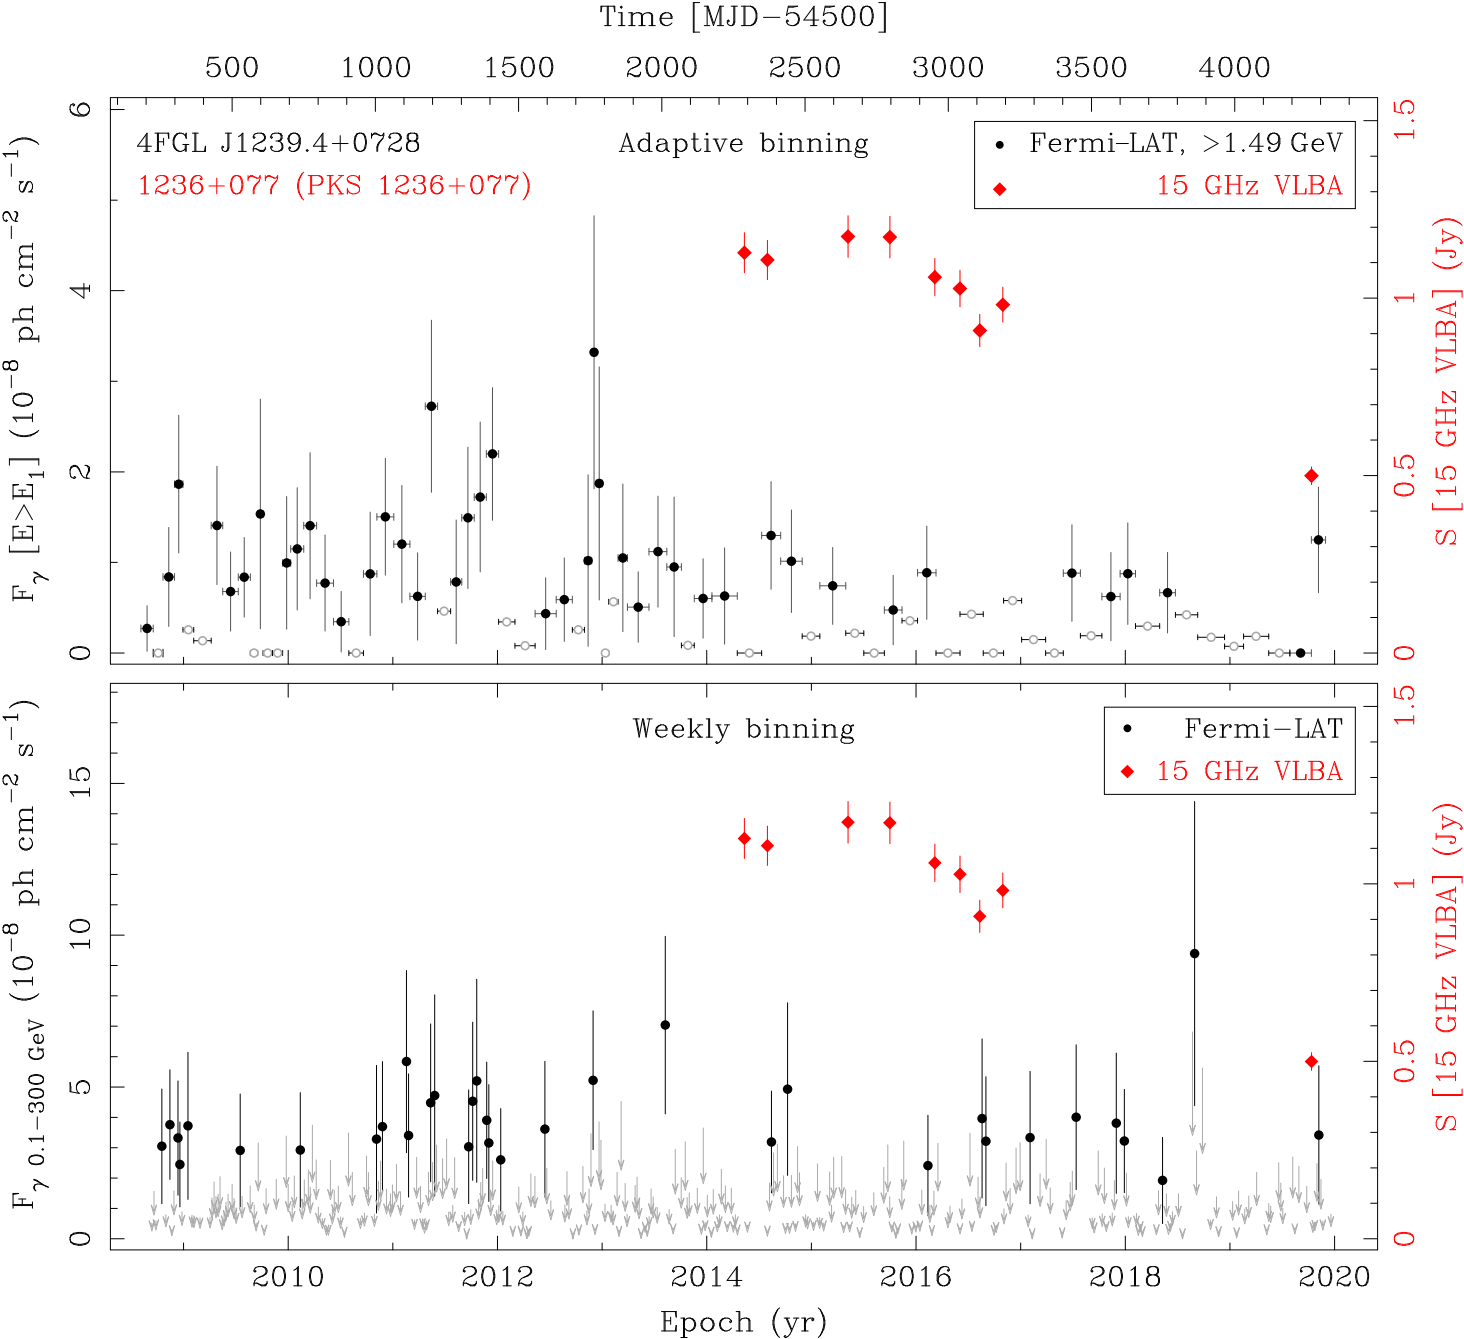 Time [MJD−54500]
500 1000 1500 2000 2500 3000 3500 4000
4FGL J1239.4+0728
1236+077 (PKS 1236+077)
Adaptive binning
Fermi−LAT, >1.49 GeV
15 GHz VLBA
Fγ [E>E1] (10−8 ph cm−2 s−1)
6
4
2
0
1.5
1
0.5
0
S [15 GHz VLBA] (Jy)
Weekly binning
Fermi−LAT
15 GHz VLBA
Fγ 0.1−300 GeV (10−8 ph cm−2 s−1)
15
10
5
0
1.5
1
0.5
0
S [15 GHz VLBA] (Jy)
2010 2012 2014 2016 2018 2020
Epoch (yr)